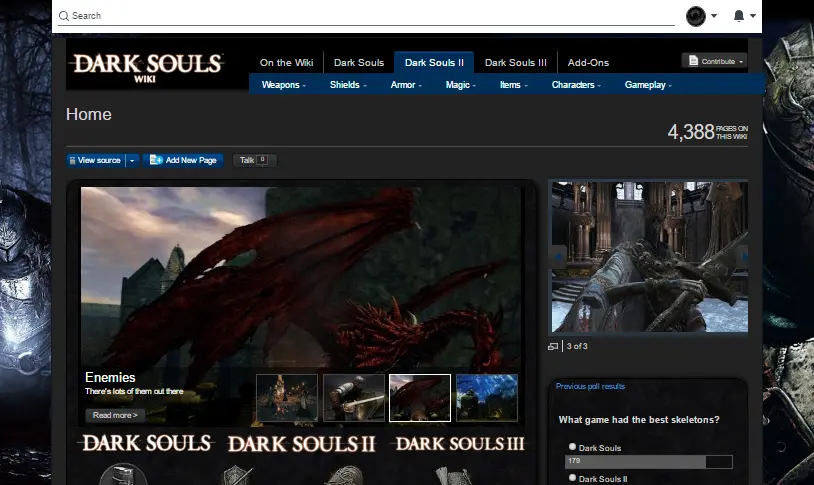 Search
DARK SOULS
WIKI
On the Wiki
Dark Souls
Dark Souls II
Dark Souls III
Add-Ons
Contribute
Weapons
Shields
Armor
Magic
Items
Characters
Gameplay
Home
4,388 PAGES ON THIS WIKI
View source
Add New Page
Talk 0
Enemies
There's lots of them out there
Read more >
3 of 3
DARK SOULS
DARK SOULS II
DARK SOULS III
Previous poll results
What game had the best skeletons?
Dark Souls
179
Dark Souls II